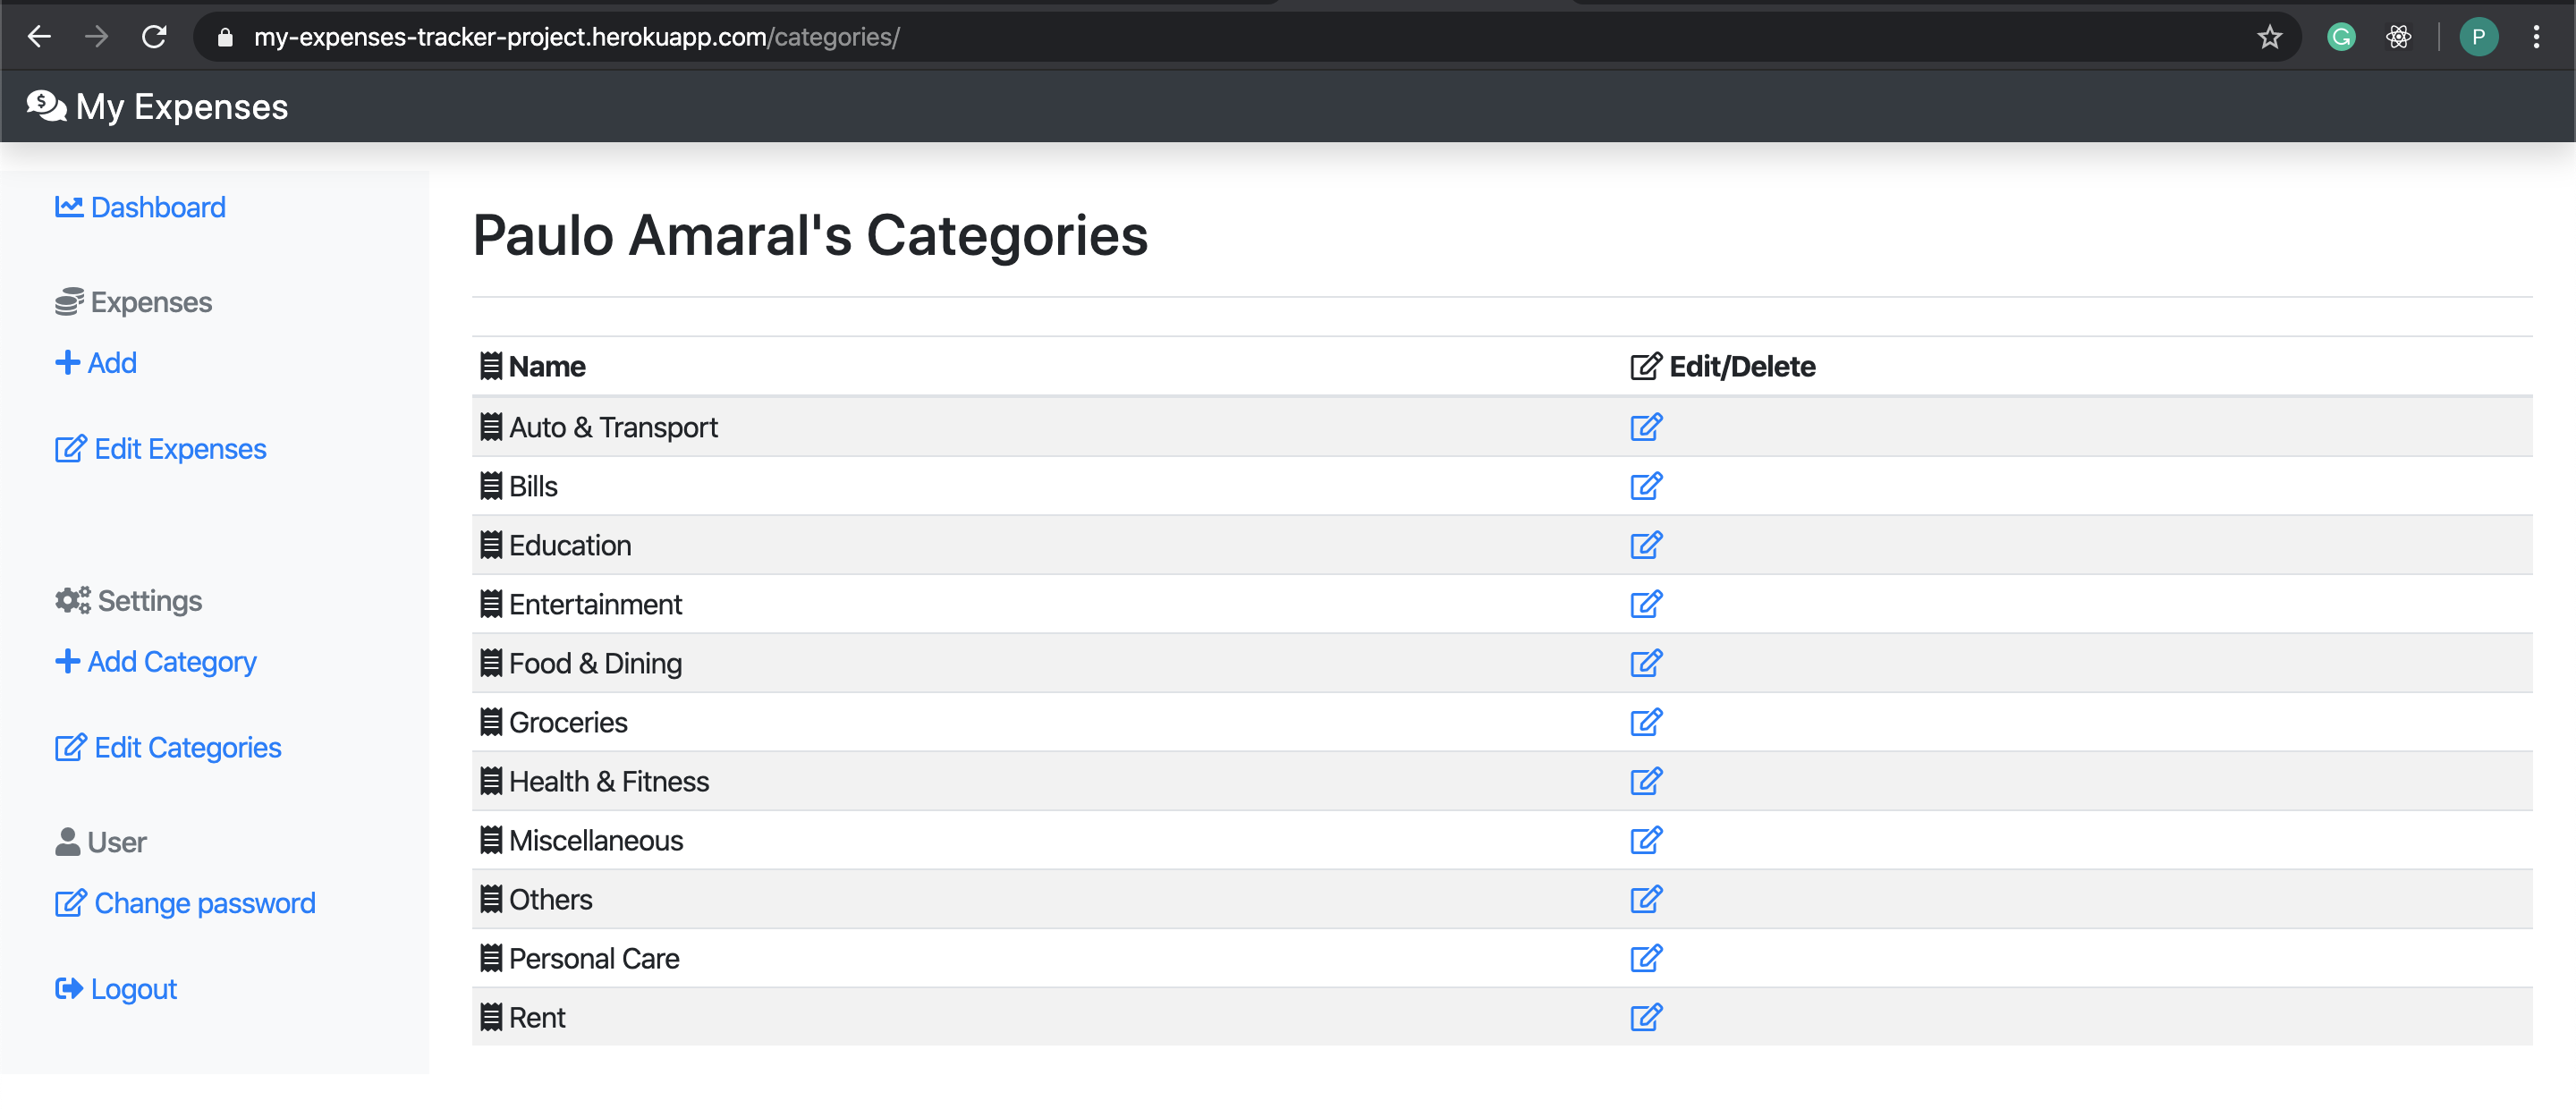 my-expenses-tracker-project.herokuapp.com/categories/
P
My Expenses
Dashboard
Expenses
Add
Edit Expenses
Settings
Add Category
Edit Categories
User
Change password
Logout
Paulo Amaral's Categories
Name Edit/Delete
Auto & Transport
Bills
Education
Entertainment
Food & Dining
Groceries
Health & Fitness
Miscellaneous
Others
Personal Care
Rent